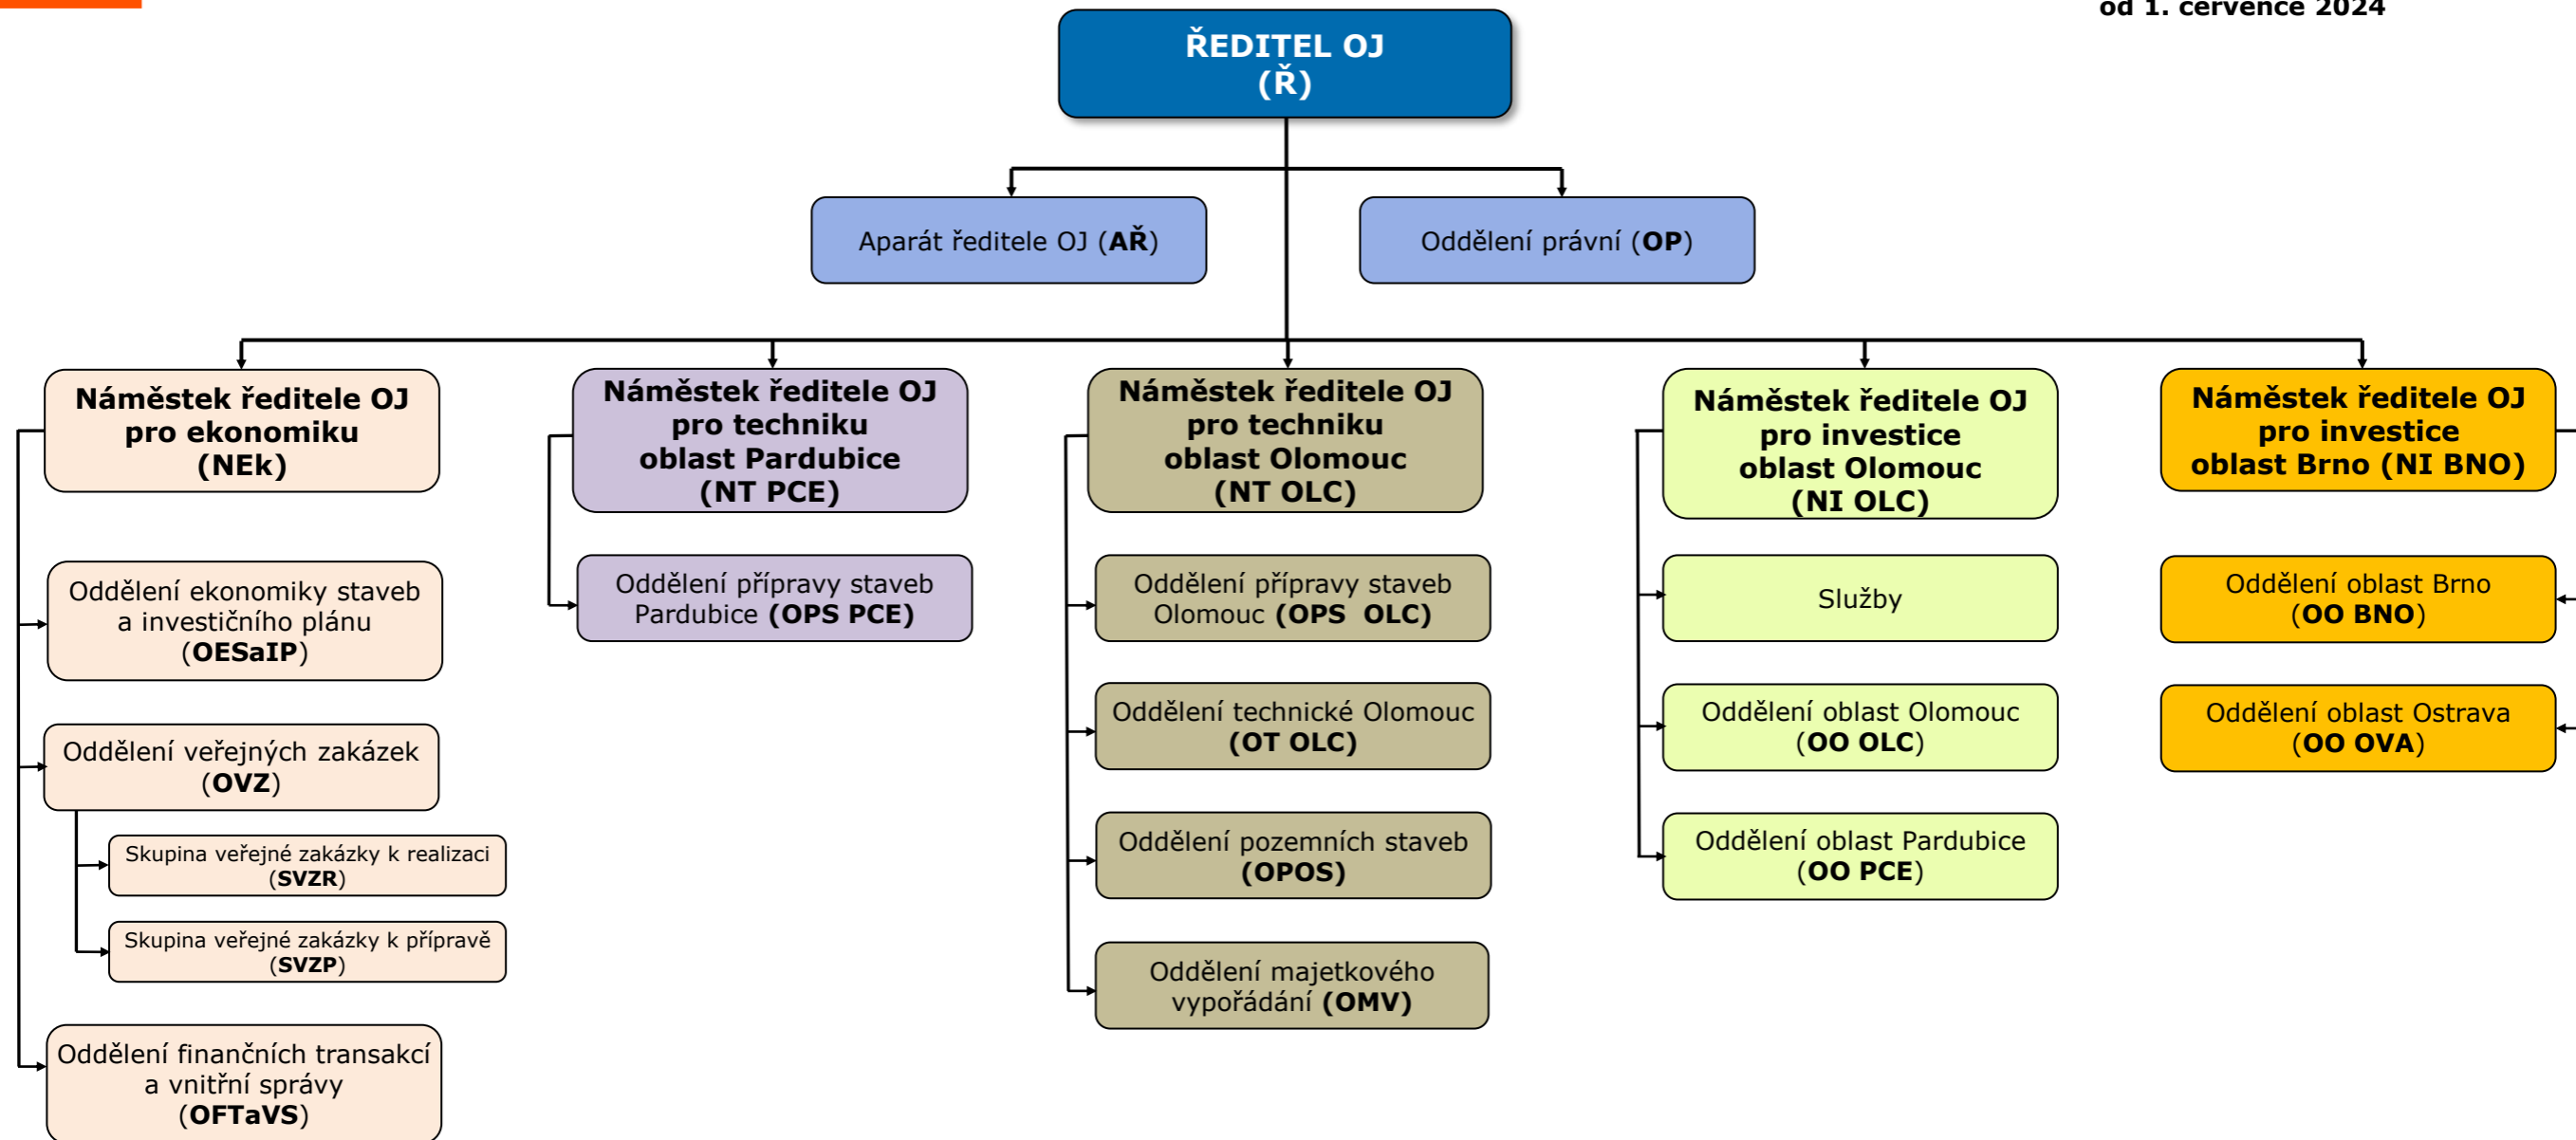 od 1. července 2024
ŘEDITEL OJ
(Ř)
Aparát ředitele OJ (AŘ)
Oddělení právní (OP)
Náměstek ředitele OJ
pro ekonomiku
(NEk)
Oddělení ekonomiky staveb
a investičního plánu
(OESaIP)
Oddělení veřejných zakázek
(OVZ)
Skupina veřejné zakázky k realizaci
(SVZR)
Skupina veřejné zakázky k přípravě
(SVZP)
Oddělení finančních transakcí
a vnitřní správy
(OFTaVS)
Náměstek ředitele OJ
pro techniku
oblast Pardubice
(NT PCE)
Oddělení přípravy staveb
Pardubice (OPS PCE)
Náměstek ředitele OJ
pro techniku
oblast Olomouc
(NT OLC)
Oddělení přípravy staveb
Olomouc (OPS OLC)
Oddělení technické Olomouc
(OT OLC)
Oddělení pozemních staveb
(OPOS)
Oddělení majetkového
vypořádání (OMV)
Náměstek ředitele OJ
pro investice
oblast Olomouc
(NI OLC)
Služby
Oddělení oblast Olomouc
(OO OLC)
Oddělení oblast Pardubice
(OO PCE)
Náměstek ředitele OJ
pro investice
oblast Brno (NI BNO)
Oddělení oblast Brno
(OO BNO)
Oddělení oblast Ostrava
(OO OVA)